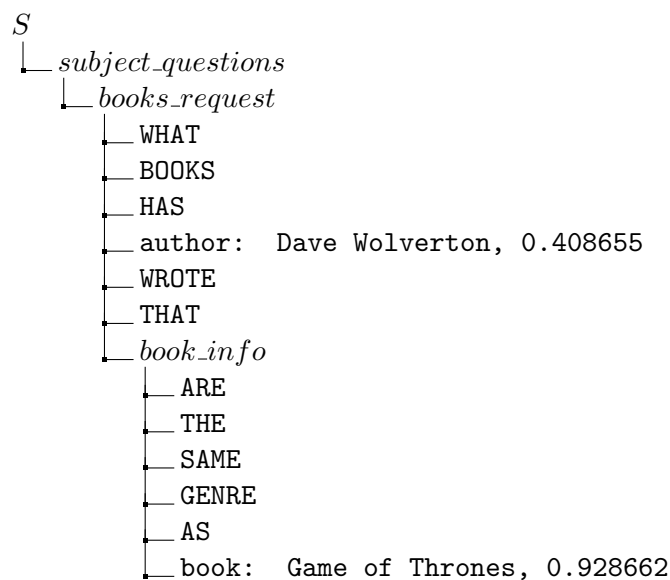 S
subject_questions
books_request
WHAT
BOOKS
HAS
author: Dave Wolverton, 0.408655
WROTE
THAT
book_info
ARE
THE
SAME
GENRE
AS
book: Game of Thrones, 0.928662